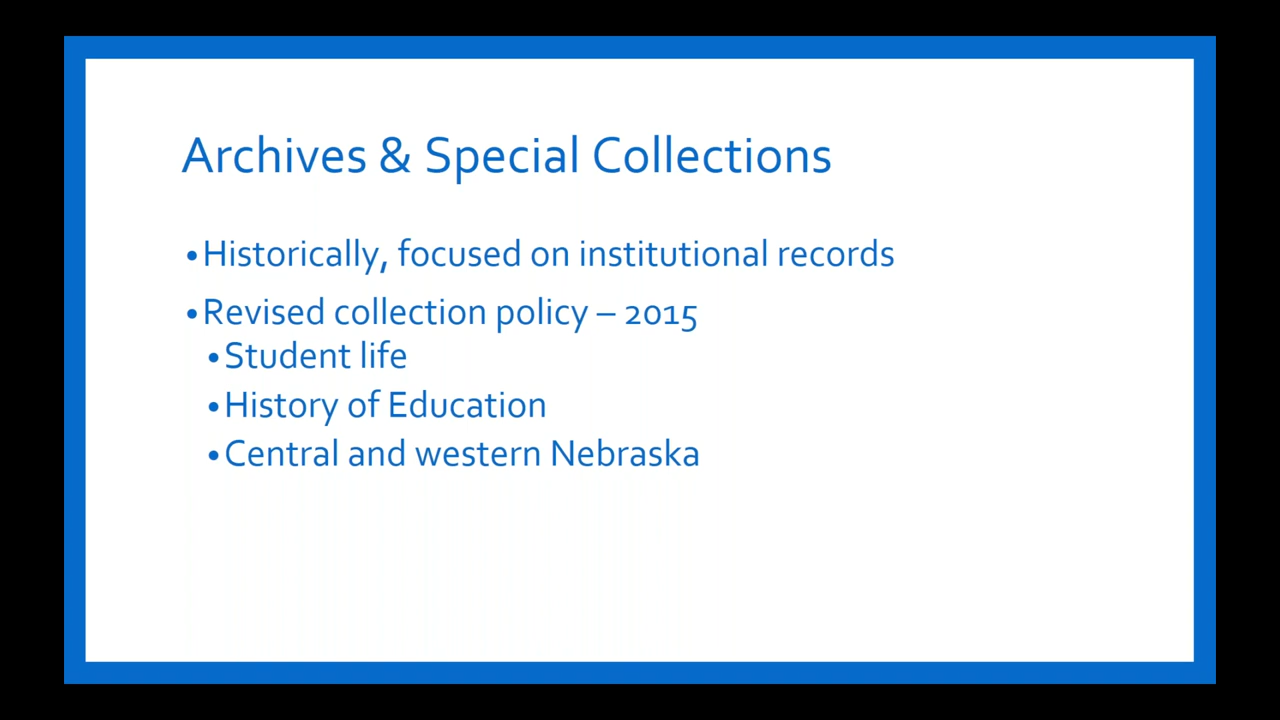 Archives & Special Collections
•Historically, focused on institutional records
•Revised collection policy – 2015
•Student life
•History of Education
•Central and western Nebraska